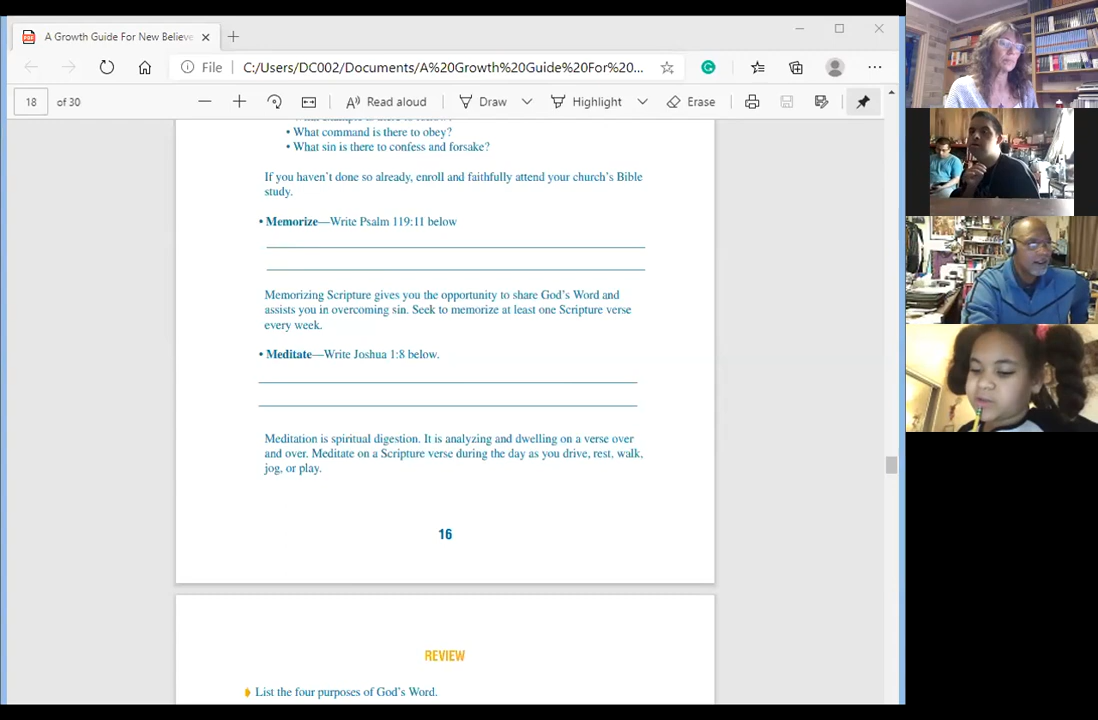 A Growth Guide For New Believe
File
C:/Users/DC002/Documents/A%20Growth%20Guide%20For%20...
18 of 30
Read aloud
Draw
Highlight
Erase
• What command is there to obey?
• What sin is there to confess and forsake?
If you haven't done so already, enroll and faithfully attend your church's Bible
study.
• Memorize—Write Psalm 119:11 below
Memorizing Scripture gives you the opportunity to share God's Word and
assists you in overcoming sin. Seek to memorize at least one Scripture verse
every week.
• Meditate—Write Joshua 1:8 below.
Meditation is spiritual digestion. It is analyzing and dwelling on a verse over
and over. Meditate on a Scripture verse during the day as you drive, rest, walk,
jog, or play.
16
REVIEW
List the four purposes of God's Word.